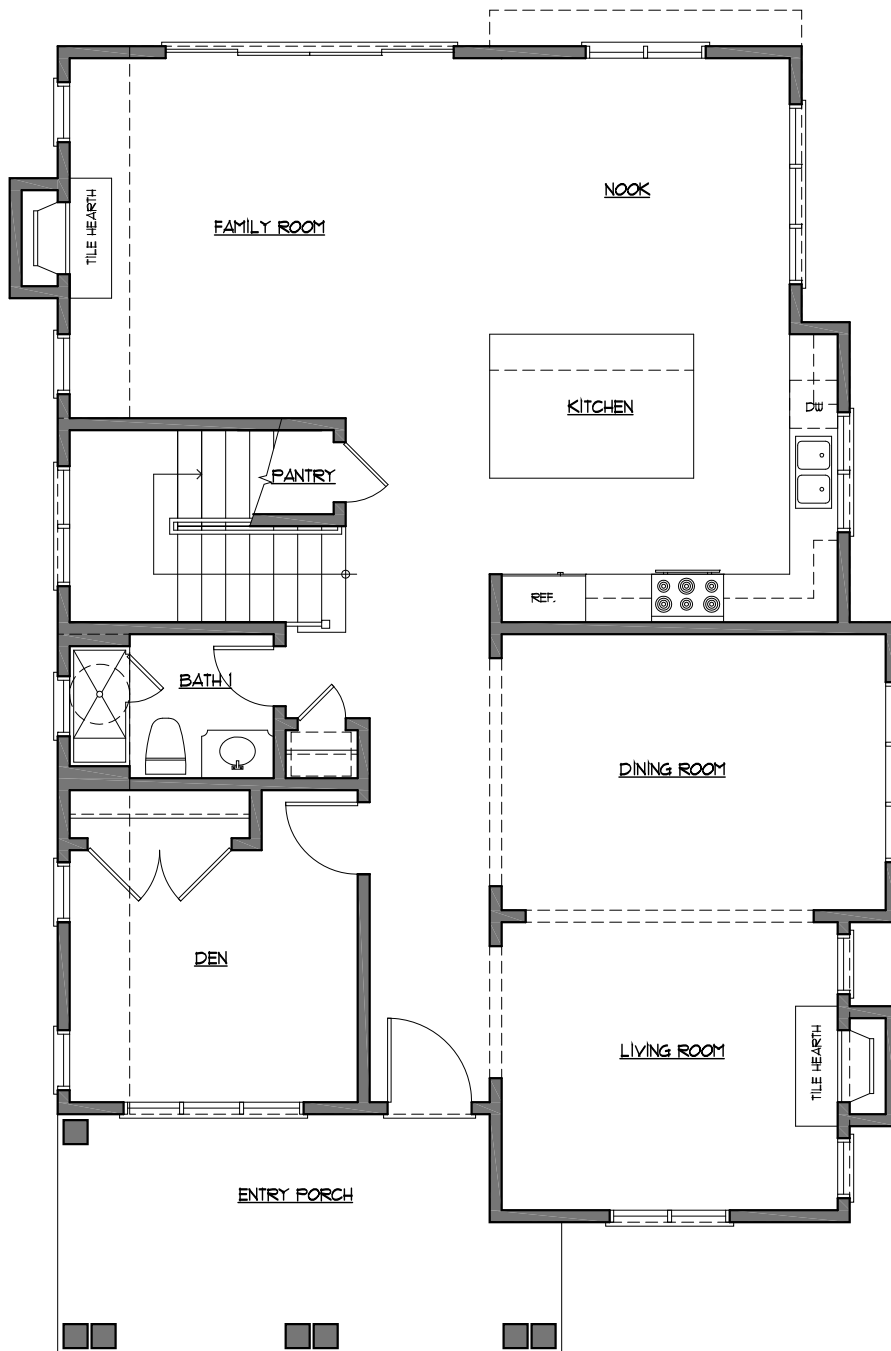 NOOK
FAMILY ROOM
TILE HEARTH
KITCHEN
PANTRY
REF.
BATH 1
DINING ROOM
DEN
LIVING ROOM
TILE HEARTH
ENTRY PORCH